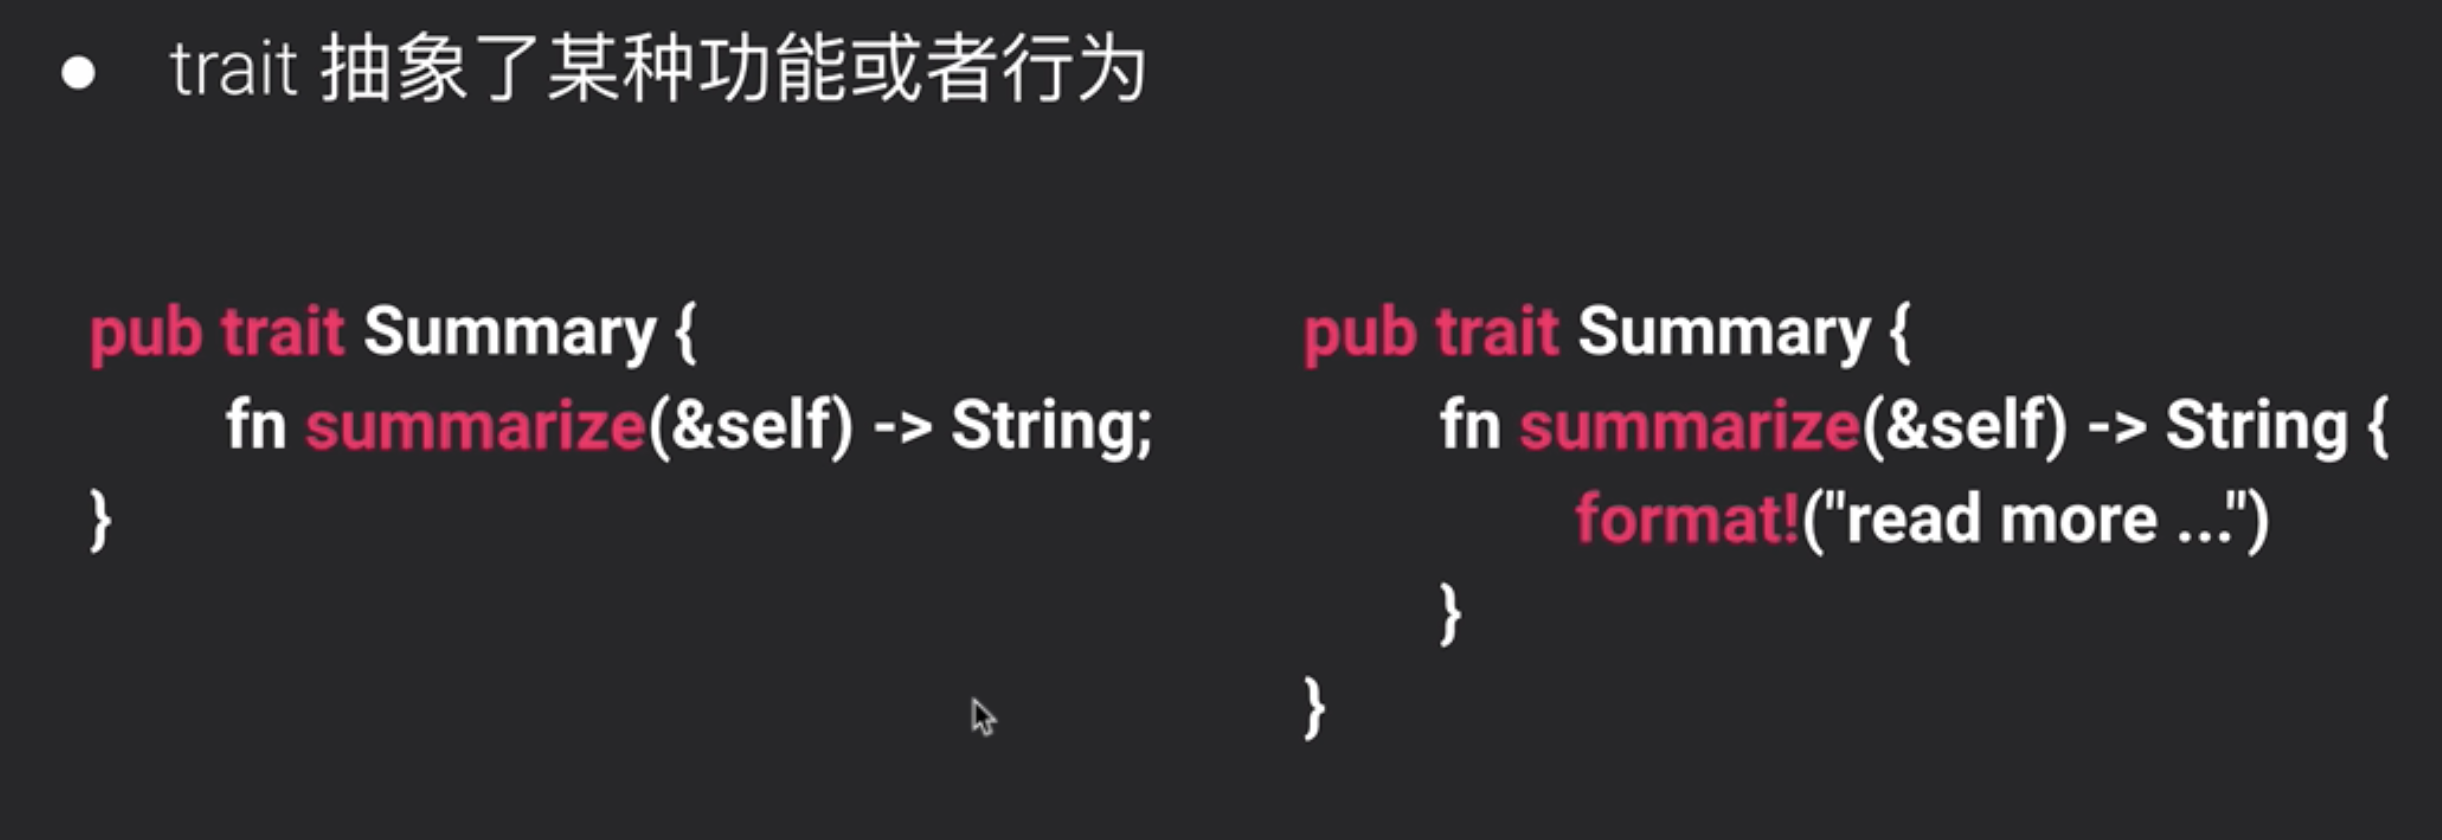 ● trait 抽象了某种功能或者行为
pub trait Summary {
fn summarize(&self) -> String;
}
pub trait Summary {
fn summarize(&self) -> String {
format!("read more ...")
}
}